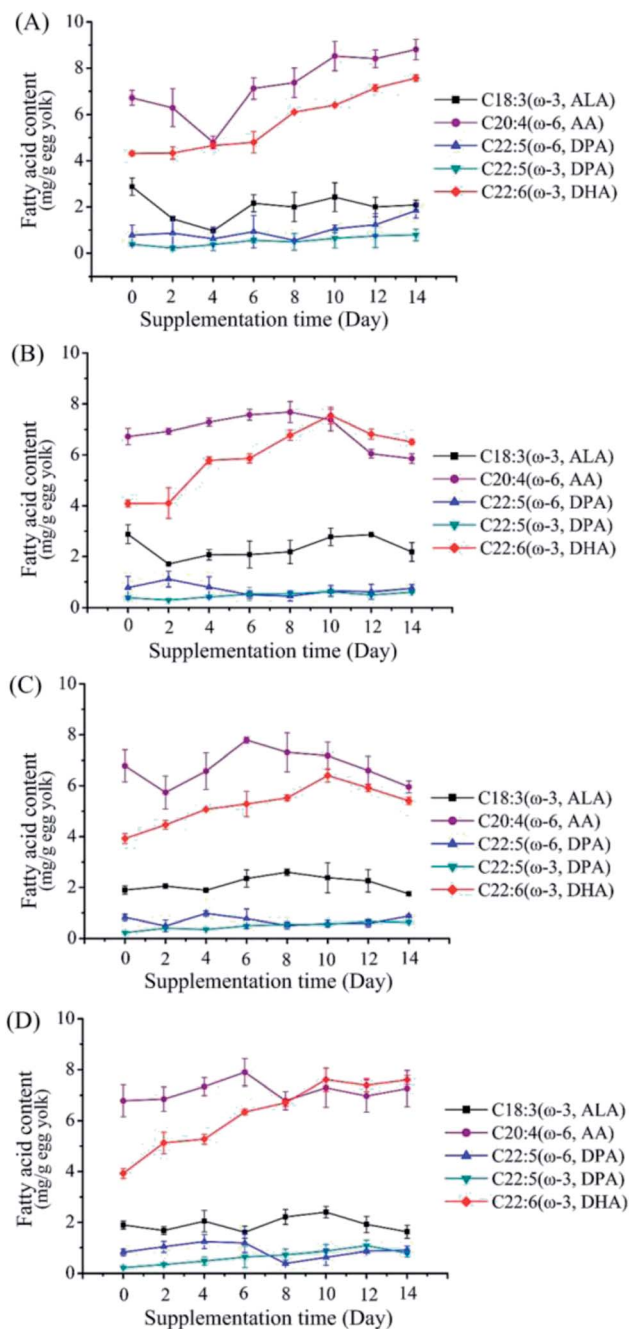 (A)
Fatty acid content
(mg/g egg yolk)
10
8
6
4
2
0
0 2 4 6 8 10 12 14
Supplementation time (Day)
C18:3(ω-3, ALA)
C20:4(ω-6, AA)
C22:5(ω-6, DPA)
C22:5(ω-3, DPA)
C22:6(ω-3, DHA)
(B)
Fatty acid content
(mg/g egg yolk)
10
8
6
4
2
0
0 2 4 6 8 10 12 14
Supplementation time (Day)
C18:3(ω-3, ALA)
C20:4(ω-6, AA)
C22:5(ω-6, DPA)
C22:5(ω-3, DPA)
C22:6(ω-3, DHA)
(C)
Fatty acid content
(mg/g egg yolk)
10
8
6
4
2
0
0 2 4 6 8 10 12 14
Supplementation time (Day)
C18:3(ω-3, ALA)
C20:4(ω-6, AA)
C22:5(ω-6, DPA)
C22:5(ω-3, DPA)
C22:6(ω-3, DHA)
(D)
Fatty acid content
(mg/g egg yolk)
10
8
6
4
2
0
0 2 4 6 8 10 12 14
Supplementation time (Day)
C18:3(ω-3, ALA)
C20:4(ω-6, AA)
C22:5(ω-6, DPA)
C22:5(ω-3, DPA)
C22:6(ω-3, DHA)